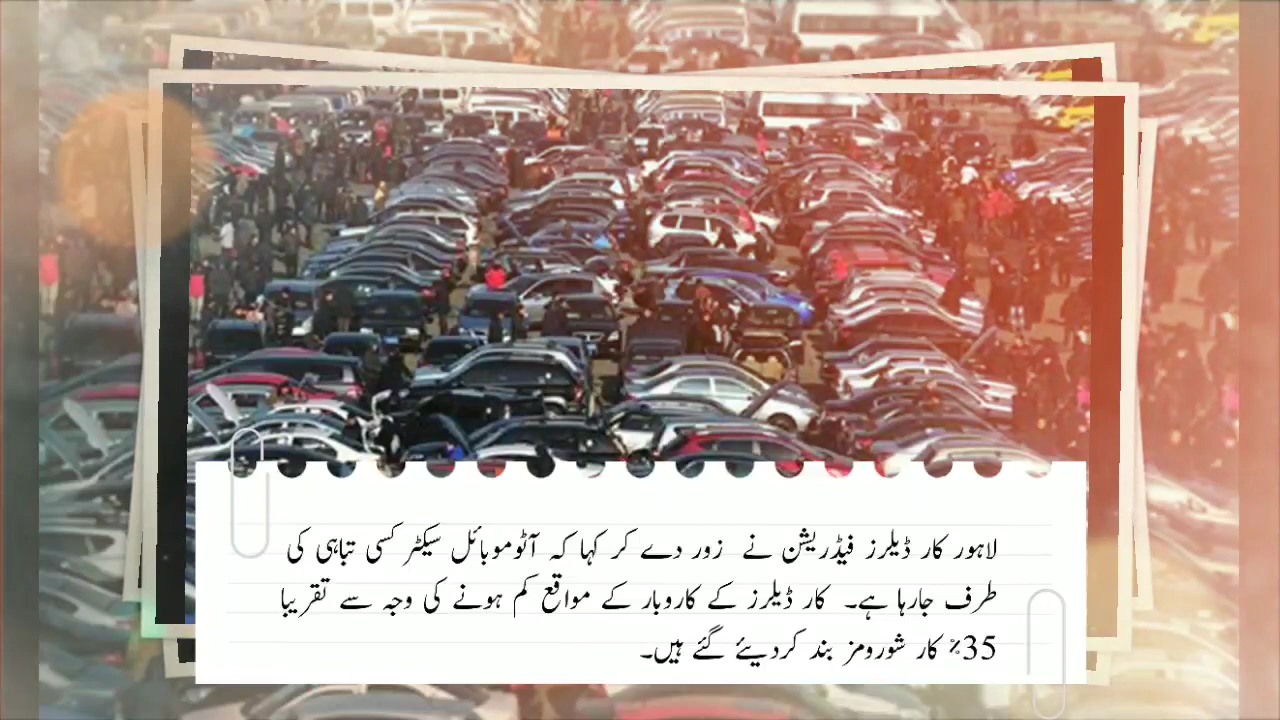 لاہور کار ڈیلرز فیڈریشن نے زور دے کر کہا کہ آٹوموبائل سیکٹر کسی تباہی کی
طرف جارہا ہے۔ کار ڈیلرز کے کاروبار کے مواقع کم ہونے کی وجہ سے تقریبا
35٪ کار شورومز بند کردیئے گئے ہیں۔